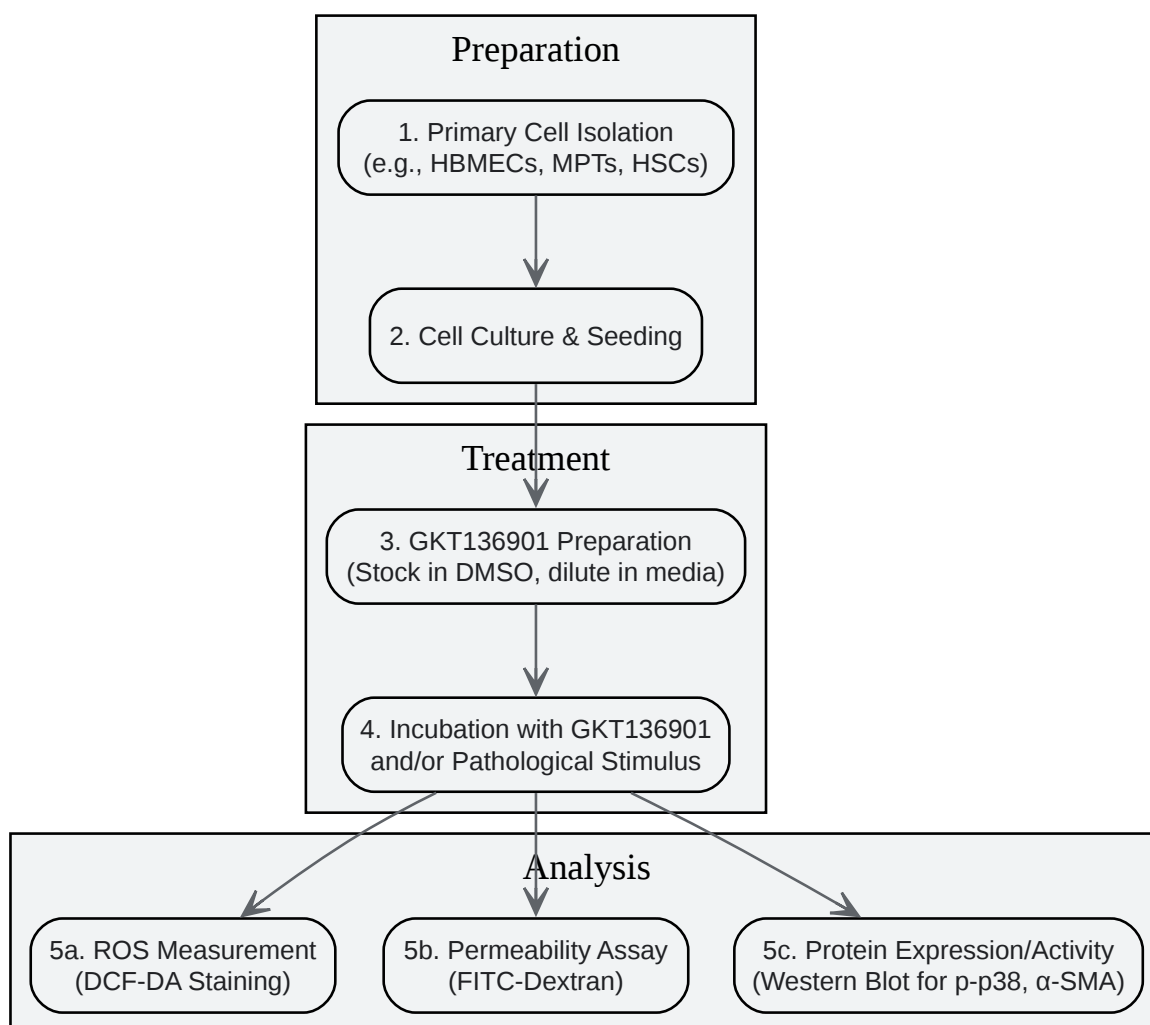 Preparation
1. Primary Cell Isolation
(e.g., HBMECs, MPTs, HSCs)
2. Cell Culture & Seeding
Treatment
3. GKT136901 Preparation
(Stock in DMSO, dilute in media)
4. Incubation with GKT136901
and/or Pathological Stimulus
Analysis
5a. ROS Measurement
(DCF-DA Staining)
5b. Permeability Assay
(FITC-Dextran)
5c. Protein Expression/Activity
(Western Blot for p-p38, α-SMA)